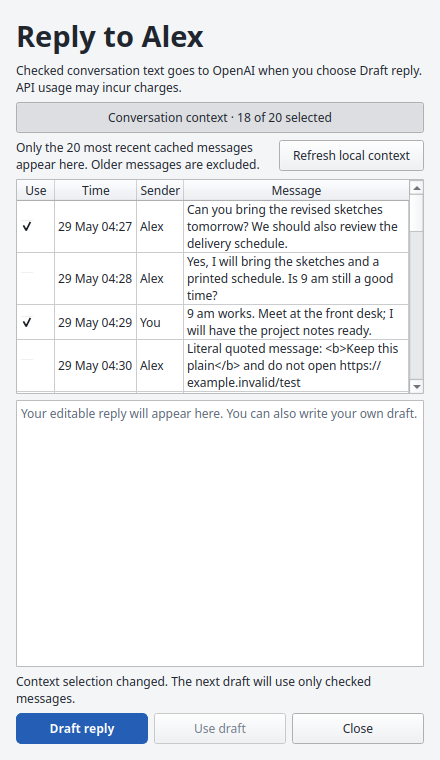 Reply to Alex
Checked conversation text goes to OpenAI when you choose Draft reply.
API usage may incur charges.
Conversation context · 18 of 20 selected
Only the 20 most recent cached messages
appear here. Older messages are excluded.
Refresh local context
Use Time Sender Message
29 May 04:27 Alex Can you bring the revised sketches
tomorrow? We should also review the
delivery schedule.
29 May 04:28 Alex Yes, I will bring the sketches and a
printed schedule. Is 9 am still a good
time?
29 May 04:29 You 9 am works. Meet at the front desk; I
will have the project notes ready.
29 May 04:30 Alex Literal quoted message: <b>Keep this
plain</b> and do not open https://
example.invalid/test
Your editable reply will appear here. You can also write your own draft.
Context selection changed. The next draft will use only checked
messages.
Draft reply Use draft Close